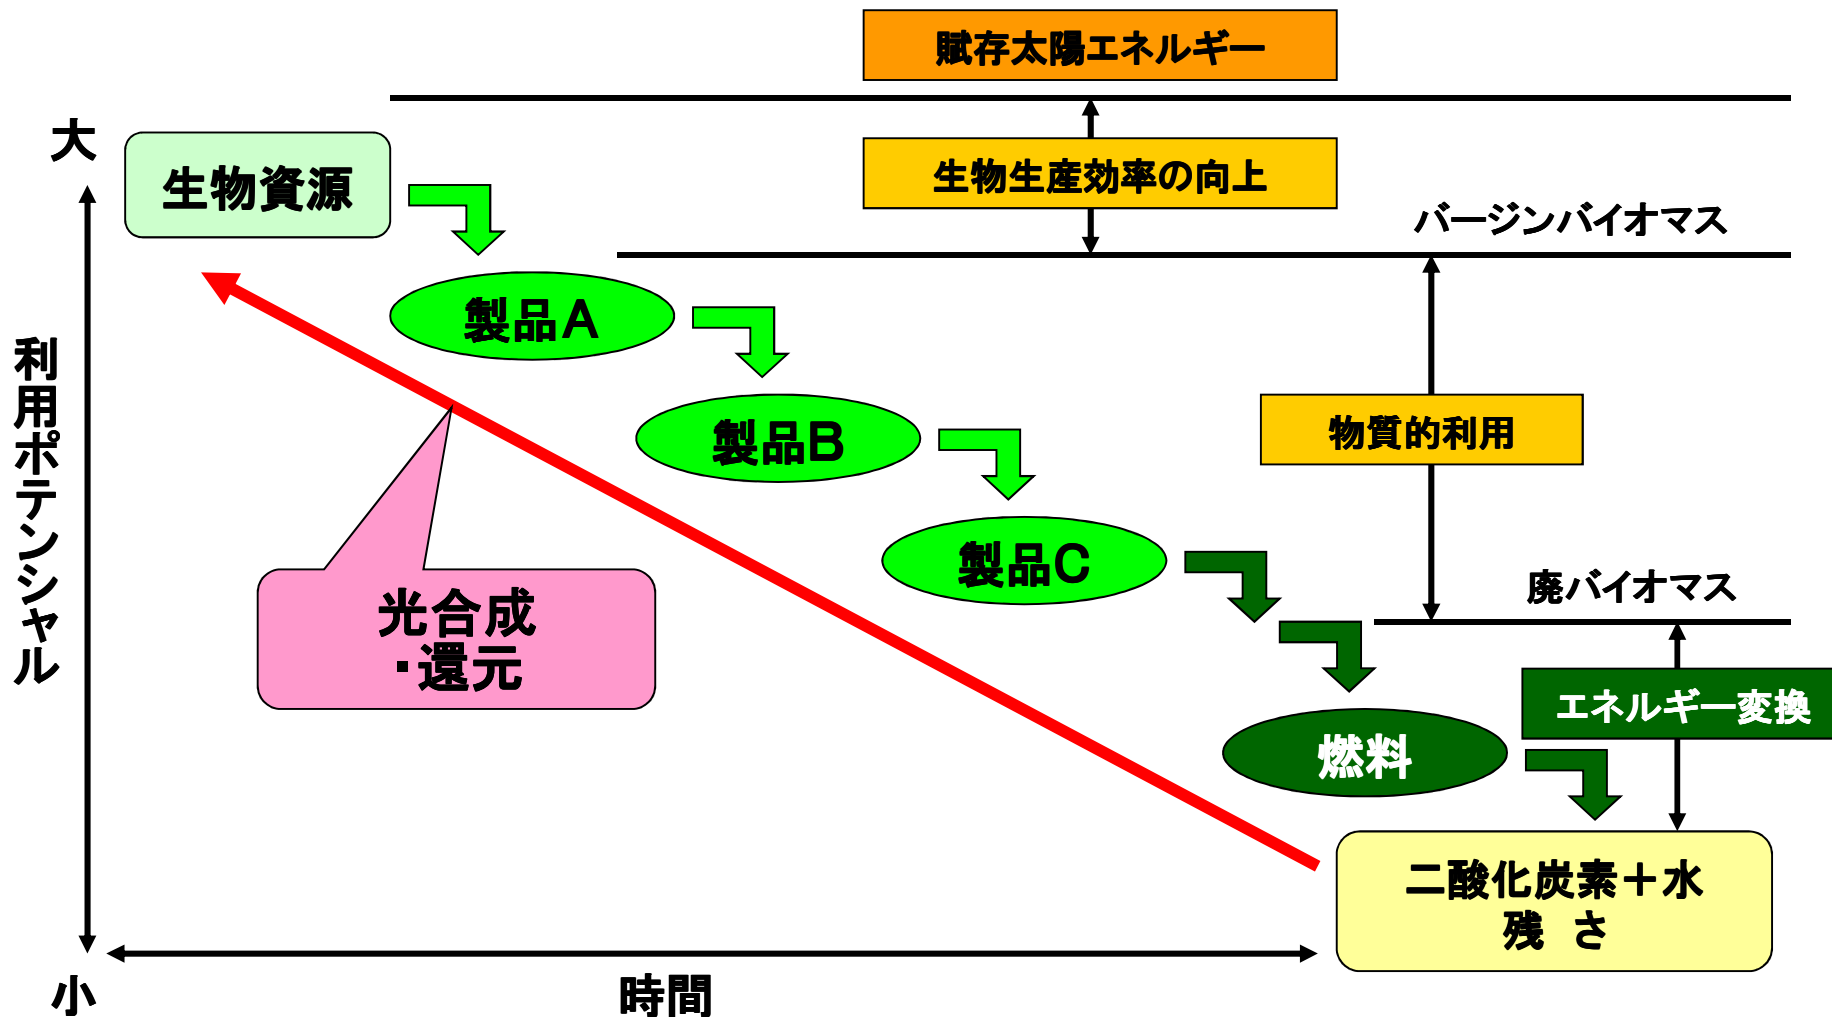 賦存太陽エネルギー
大
生物資源
生物生産効率の向上
バージンバイオマス
製品A
利用ポテンシャル
製品B
物質的利用
製品C
廃バイオマス
光合成
・還元
エネルギー変換
燃料
二酸化炭素＋水
残 さ
小
時間